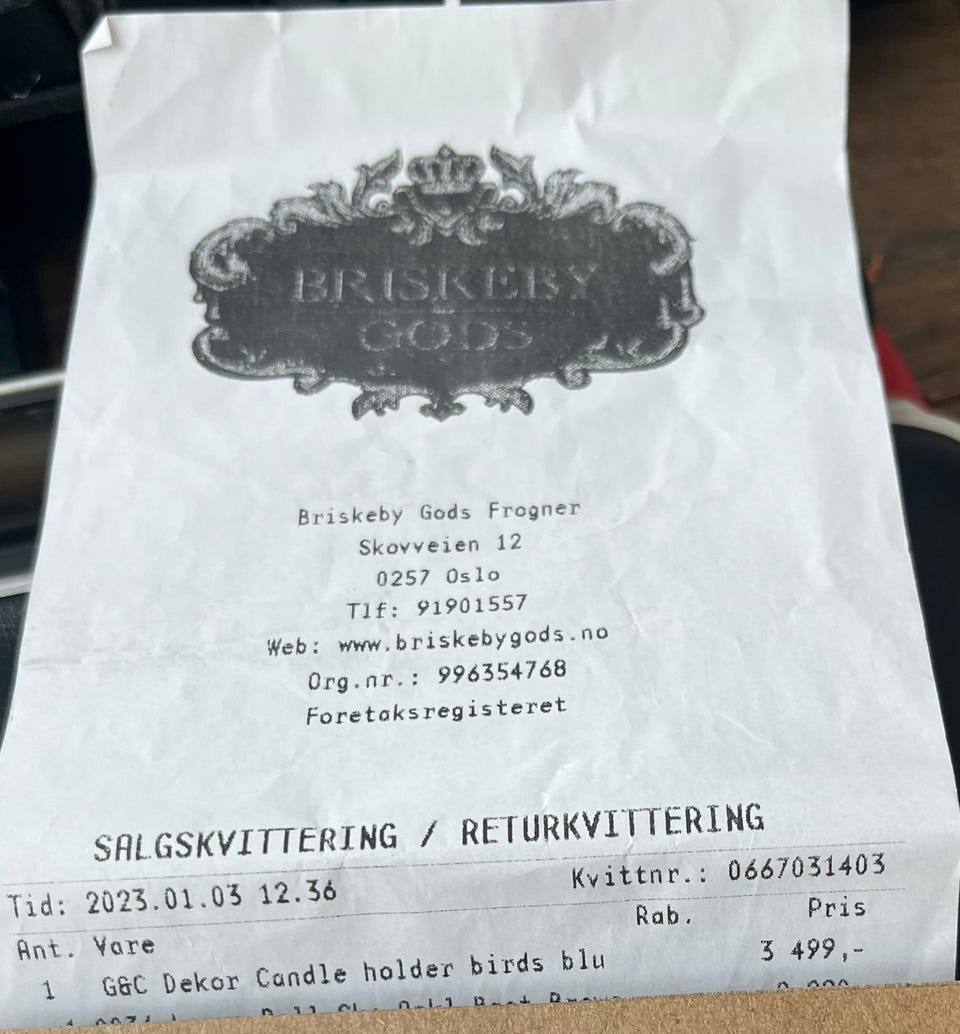 BRISKEBY
GODS
Briskeby Gods Frogner
Skovveien 12
0257 Oslo
Tlf: 91901557
Web: www.briskebygods.no
Org.nr.: 996354768
Foretaksregisteret
SALGSKVITTERING / RETURKVITTERING
Tid: 2023.01.03 12.36 Kvittnr.: 0667031403
Ant. Vare Rab. Pris
1 G&C Dekor Candle holder birds blu 3 499,-